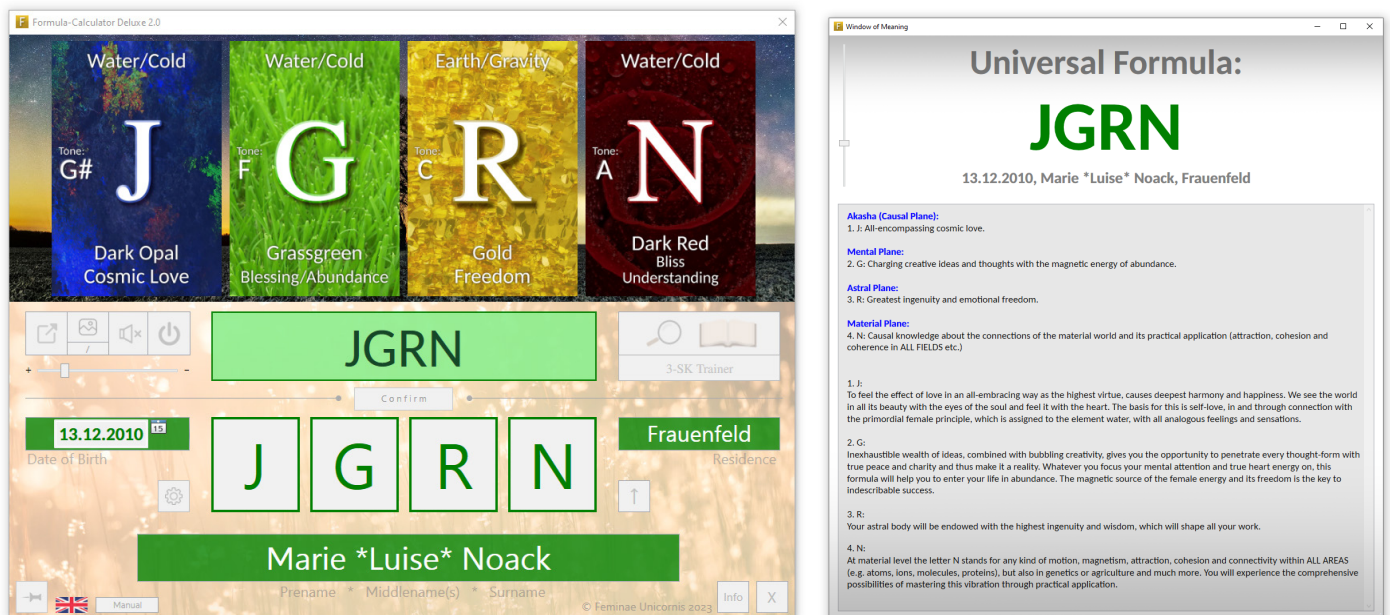 Formula-Calculator Deluxe 2.0
Water/Cold
Tone:
G#
J
Dark Opal
Cosmic Love
Water/Cold
Tone:
F
G
Grassgreen
Blessing/Abundance
Earth/Gravity
Tone:
C
R
Gold
Freedom
Water/Cold
Tone:
A
N
Dark Red
Bliss
Understanding
/
+ -
JGRN
3-SK Trainer
Confirm
13.12.2010
15
Date of Birth
J G R N
Frauenfeld
Residence
Marie *Luise* Noack
Prename * Middlename(s) * Surname
Manual
© Feminae Unicornis 2023
Info
X
Window of Meaning
Universal Formula:
JGRN
13.12.2010, Marie *Luise* Noack, Frauenfeld
Akasha (Causal Plane):
1. J: All-encompassing cosmic love.
Mental Plane:
2. G: Charging creative ideas and thoughts with the magnetic energy of abundance.
Astral Plane:
3. R: Greatest ingenuity and emotional freedom.
Material Plane:
4. N: Causal knowledge about the connections of the material world and its practical application (attraction, cohesion and
coherence in ALL FIELDS etc.)
1. J:
To feel the effect of love in an all-embracing way as the highest virtue, causes deepest harmony and happiness. We see the world
in all its beauty with the eyes of the soul and feel it with the heart. The basis for this is self-love, in and through connection with
the primordial female principle, which is assigned to the element water, with all analogous feelings and sensations.
2. G:
Inexhaustible wealth of ideas, combined with bubbling creativity, gives you the opportunity to penetrate every thought-form with
true peace and charity and thus make it a reality. Whatever you focus your mental attention and true heart energy on, this
formula will help you to enter your life in abundance. The magnetic source of the female energy and its freedom is the key to
indescribable success.
3. R:
Your astral body will be endowed with the highest ingenuity and wisdom, which will shape all your work.
4. N:
At material level the letter N stands for any kind of motion, magnetism, attraction, cohesion and connectivity within ALL AREAS
(e.g. atoms, ions, molecules, proteins), but also in genetics or agriculture and much more. You will experience the comprehensive
possibilities of mastering this vibration through practical application.